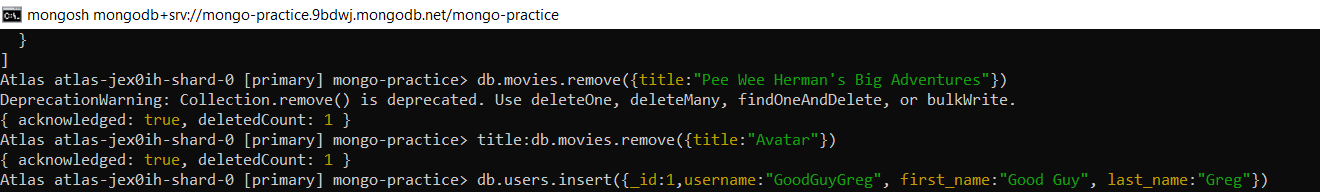 mongosh mongodb+srv://mongo-practice.9bdwj.mongodb.net/mongo-practice
}
]
Atlas atlas-jex0ih-shard-0 [primary] mongo-practice> db.movies.remove({title:"Pee Wee Herman's Big Adventures"})
DeprecationWarning: Collection.remove() is deprecated. Use deleteOne, deleteMany, findOneAndDelete, or bulkWrite.
{ acknowledged: true, deletedCount: 1 }
Atlas atlas-jex0ih-shard-0 [primary] mongo-practice> title:db.movies.remove({title:"Avatar"})
{ acknowledged: true, deletedCount: 1 }
Atlas atlas-jex0ih-shard-0 [primary] mongo-practice> db.users.insert({_id:1,username:"GoodGuyGreg", first_name:"Good Guy", last_name:"Greg"})